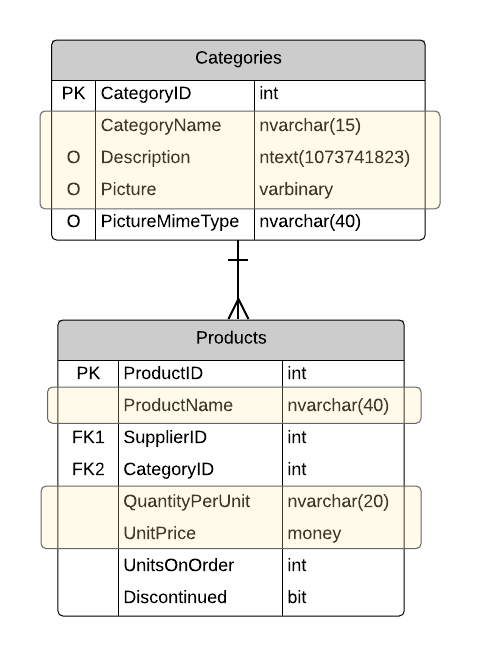 Categories
PK CategoryID int
CategoryName nvarchar(15)
O Description ntext(1073741823)
O Picture varbinary
O PictureMimeType nvarchar(40)
Products
PK ProductID int
ProductName nvarchar(40)
FK1 SupplierID int
FK2 CategoryID int
QuantityPerUnit nvarchar(20)
UnitPrice money
UnitsOnOrder int
Discontinued bit